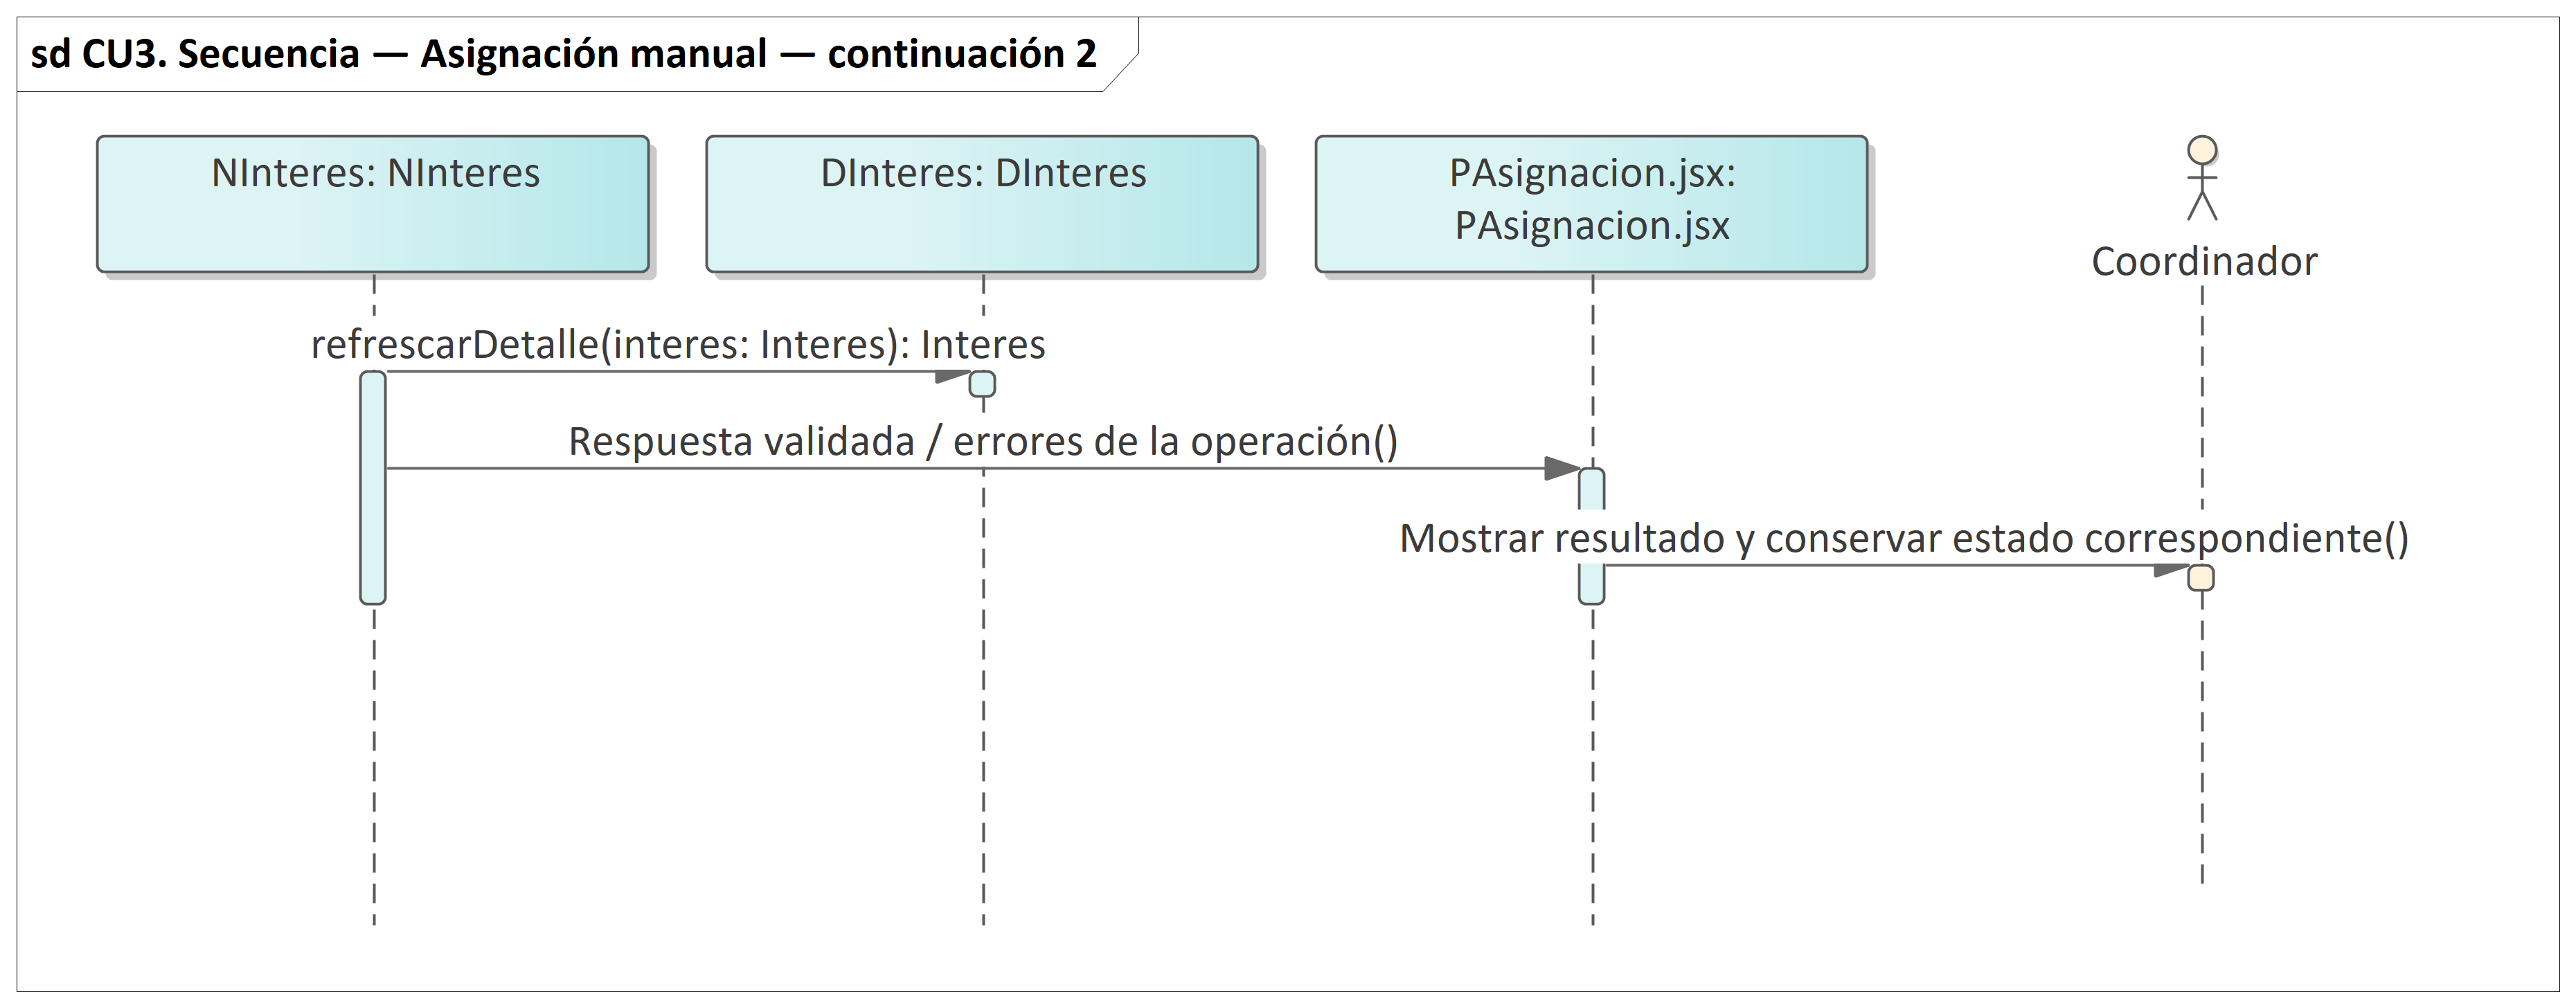 sd CU3. Secuencia — Asignación manual — continuación 2
NInteres: NInteres
DInteres: DInteres
PAsignacion.jsx:
PAsignacion.jsx
Coordinador
refrescarDetalle(interes: Interes): Interes
Respuesta validada / errores de la operación()
Mostrar resultado y conservar estado correspondiente()